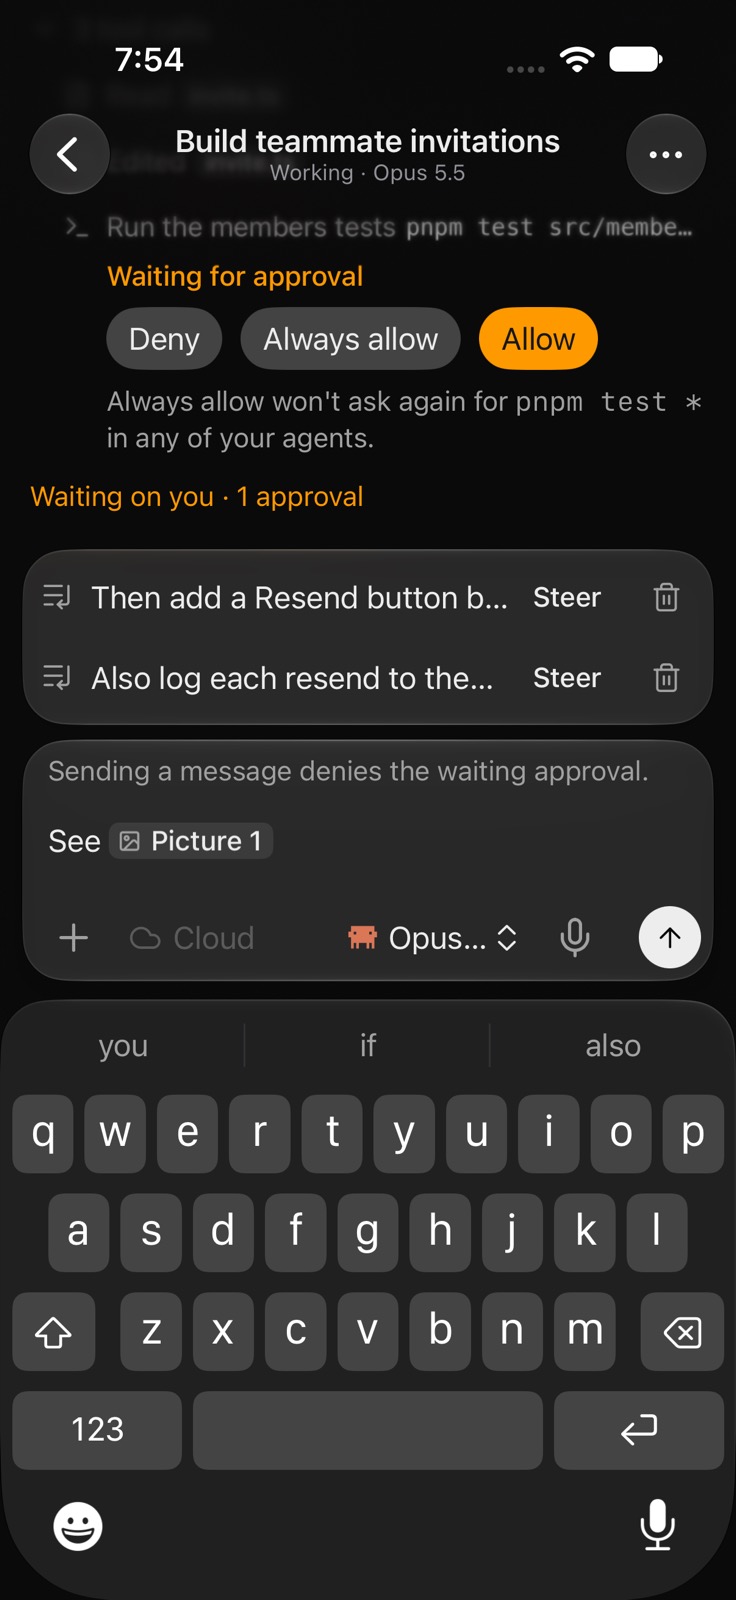 7:54
Build teammate invitations
Working · Opus 5.5
Run the members tests pnpm test src/membe…
Waiting for approval
Deny
Always allow
Allow
Always allow won't ask again for pnpm test *
in any of your agents.
Waiting on you · 1 approval
Then add a Resend button b...
Steer
Also log each resend to the...
Steer
Sending a message denies the waiting approval.
See Picture 1
Cloud
Opus...
you
if
also
q w e r t y u i o p
a s d f g h j k l
z x c v b n m
123